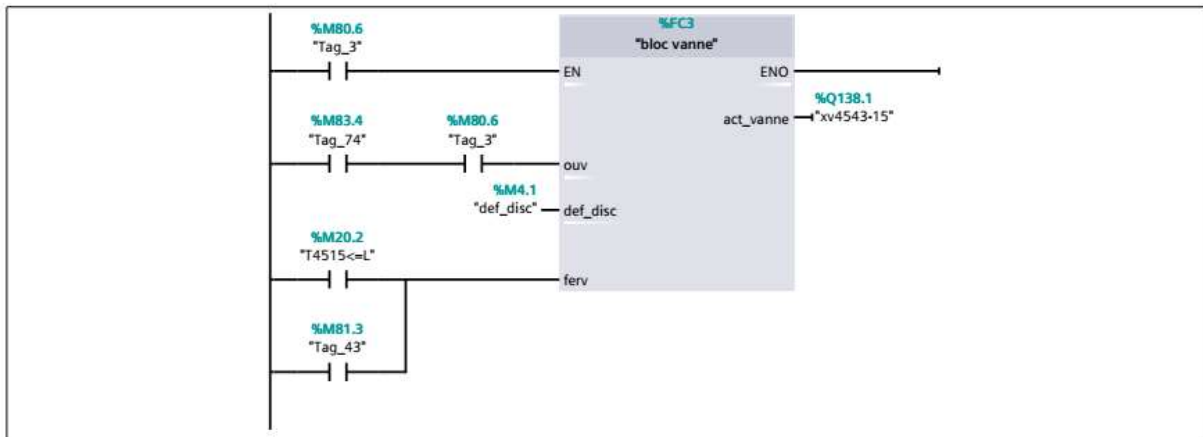 %M80.6
"Tag_3"
%FC3
"bloc vanne"
EN
ENO
%Q138.1
act_vanne
"xv4543-15"
%M83.4
"Tag_74"
%M80.6
"Tag_3"
ouv
%M4.1
"def_disc"
def_disc
%M20.2
"T4515<=L"
ferv
%M81.3
"Tag_43"